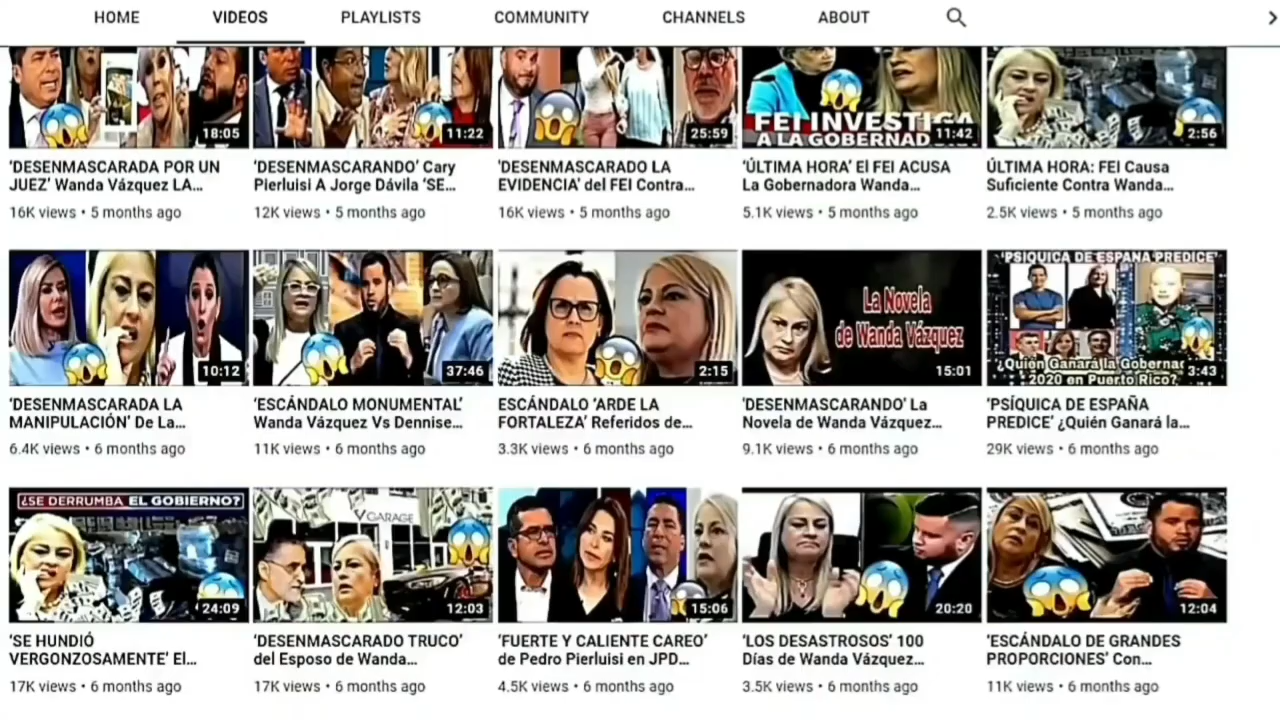 HOME VIDEOS PLAYLISTS COMMUNITY CHANNELS ABOUT
18:05
11:22
25:59
FEI INVESTIGA
A LA GOBERNAD
11:42
2:56
‘DESENMASCARADA POR UN
JUEZ’ Wanda Vázquez LA...
16K views • 5 months ago
‘DESENMASCARANDO’ Cary
Pierluisi A Jorge Dávila ‘SE...
12K views • 5 months ago
‘DESENMASCARADO LA
EVIDENCIA’ del FEI Contra...
16K views • 5 months ago
‘ÚLTIMA HORA’ El FEI ACUSA
La Gobernadora Wanda...
5.1K views • 5 months ago
ÚLTIMA HORA: FEI Causa
Suficiente Contra Wanda...
2.5K views • 5 months ago
10:12
37:46
2:15
La Novela
de Wanda Vázquez
15:01
'PSIQUICA DE ESPAÑA PREDICE'
¿Quién Ganará la Gobernac
2020 en Puerto Rico?
3:43
‘DESENMASCARADA LA
MANIPULACIÓN’ De La...
6.4K views • 6 months ago
‘ESCÁNDALO MONUMENTAL’
Wanda Vázquez Vs Dennise...
11K views • 6 months ago
ESCÁNDALO ‘ARDE LA
FORTALEZA’ Referidos de...
3.3K views • 6 months ago
‘DESENMASCARANDO’ La
Novela de Wanda Vázquez...
9.1K views • 6 months ago
‘PSÍQUICA DE ESPAÑA
PREDICE’ ¿Quién Ganará la...
29K views • 6 months ago
¿SE DERRUMBA EL GOBIERNO?
24:09
GARAGE
12:03
15:06
20:20
12:04
‘SE HUNDIÓ
VERGONZOSAMENTE’ El...
17K views • 6 months ago
‘DESENMASCARADO TRUCO’
del Esposo de Wanda...
17K views • 6 months ago
‘FUERTE Y CALIENTE CAREO’
de Pedro Pierluisi en JPD...
4.5K views • 6 months ago
‘LOS DESASTROSOS’ 100
Días de Wanda Vázquez...
3.5K views • 6 months ago
‘ESCÁNDALO DE GRANDES
PROPORCIONES’ Con...
11K views • 6 months ago